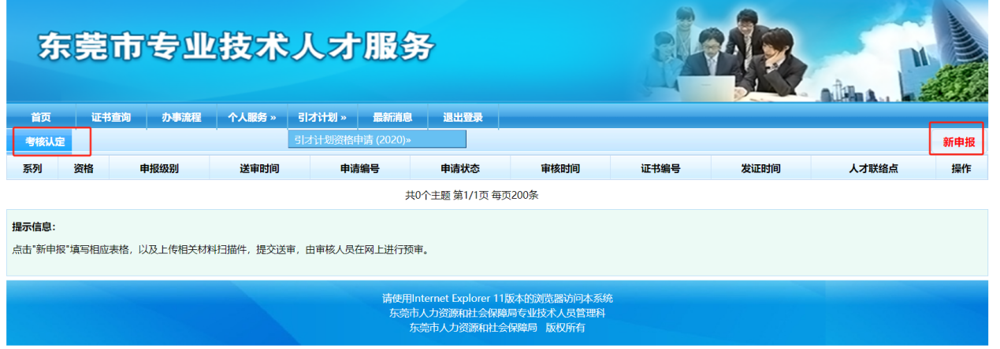 东莞市专业技术人才服务
首页 证书查询 办事流程 个人服务 » 引才计划 » 最新消息 退出登录
考核认定 引才计划资格申请 (2020)» 新申报
系列 资格 申报级别 送审时间 申请编号 申请状态 审核时间 证书编号 发证时间 人才联络点 操作
共0个主题 第1/1页 每页200条
提示信息：
点击"新申报"填写相应表格，以及上传相关材料扫描件，提交送审，由审核人员在网上进行预审。
请使用Internet Explorer 11版本的浏览器访问本系统
东莞市人力资源和社会保障局专业技术人员管理科
东莞市人力资源和社会保障局 版权所有